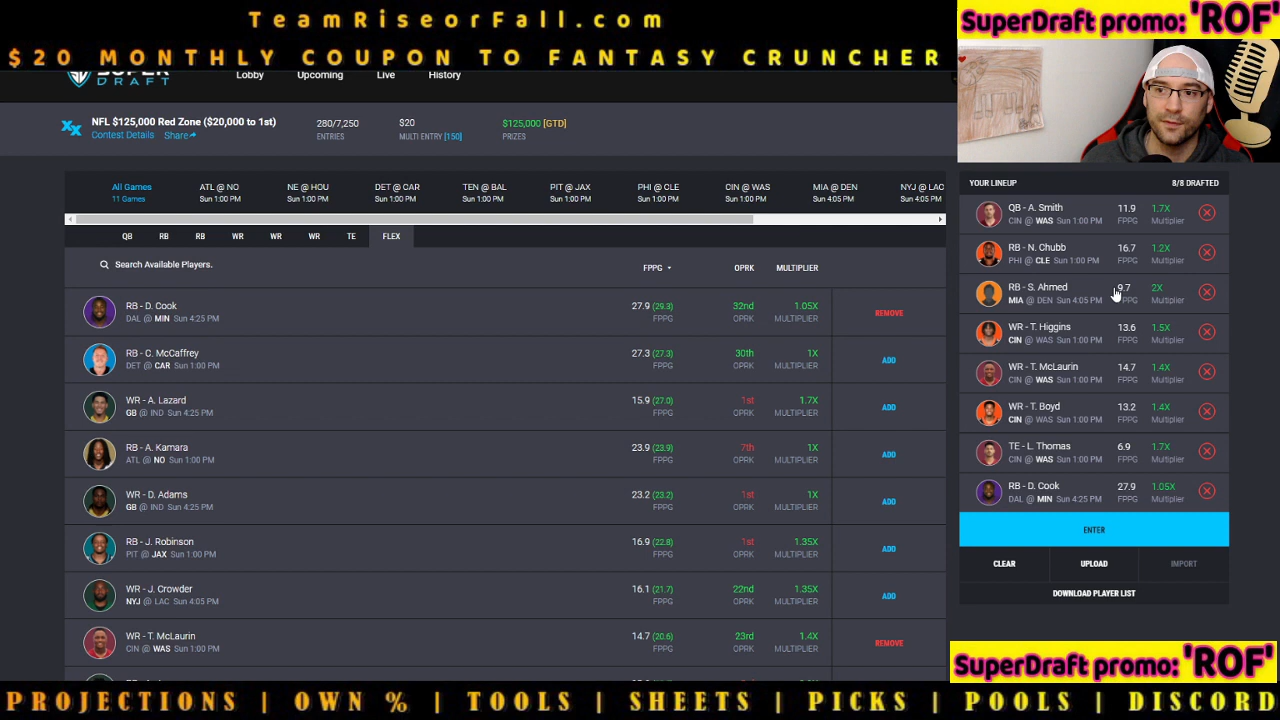 TeamRiseorFall.com
$20 MONTHLY COUPON TO FANTASY CRUNCHER
SuperDraft promo: 'ROF'
DRAFT
Lobby Upcoming Live History
NFL $125,000 Red Zone ($20,000 to 1st)
Contest Details Share
280/7,250
ENTRIES
$20
MULTI ENTRY [150]
$125,000 [GTD]
PRIZES
All Games
11 Games
ATL @ NO
Sun 1:00 PM
NE @ HOU
Sun 1:00 PM
DET @ CAR
Sun 1:00 PM
TEN @ BAL
Sun 1:00 PM
PIT @ JAX
Sun 1:00 PM
PHI @ CLE
Sun 1:00 PM
CIN @ WAS
Sun 1:00 PM
MIA @ DEN
Sun 4:05 PM
NYJ @ LAC
Sun 4:05 PM
QB RB RB WR WR WR TE FLEX
Search Available Players.
FPPG OPRK MULTIPLIER
RB - D. Cook 27.9 (29.3) 32nd 1.05X REMOVE
DAL @ MIN Sun 4:25 PM FPPG OPRK MULTIPLIER
RB - C. McCaffrey 27.3 (27.3) 30th 1X ADD
DET @ CAR Sun 1:00 PM FPPG OPRK MULTIPLIER
WR - A. Lazard 15.9 (27.0) 1st 1.7X ADD
GB @ IND Sun 4:25 PM FPPG OPRK MULTIPLIER
RB - A. Kamara 23.9 (23.9) 7th 1X ADD
ATL @ NO Sun 1:00 PM FPPG OPRK MULTIPLIER
WR - D. Adams 23.2 (23.2) 1st 1X ADD
GB @ IND Sun 4:25 PM FPPG OPRK MULTIPLIER
RB - J. Robinson 16.9 (22.8) 1st 1.35X ADD
PIT @ JAX Sun 1:00 PM FPPG OPRK MULTIPLIER
WR - J. Crowder 16.1 (21.7) 22nd 1.35X ADD
NYJ @ LAC Sun 4:05 PM FPPG OPRK MULTIPLIER
WR - T. McLaurin 14.7 (20.6) 23rd 1.4X REMOVE
CIN @ WAS Sun 1:00 PM FPPG OPRK MULTIPLIER
YOUR LINEUP 8/8 DRAFTED
QB - A. Smith 11.9 1.7X
CIN @ WAS Sun 1:00 PM FPPG Multiplier
RB - N. Chubb 16.7 1.2X
PHI @ CLE Sun 1:00 PM FPPG Multiplier
RB - S. Ahmed 9.7 2X
MIA @ DEN Sun 4:05 PM Multiplier
WR - T. Higgins 13.6 1.5X
CIN @ WAS Sun 1:00 PM FPPG Multiplier
WR - T. McLaurin 14.7 1.4X
CIN @ WAS Sun 1:00 PM FPPG Multiplier
WR - T. Boyd 13.2 1.4X
CIN @ WAS Sun 1:00 PM FPPG Multiplier
TE - L. Thomas 6.9 1.7X
CIN @ WAS Sun 1:00 PM FPPG Multiplier
RB - D. Cook 27.9 1.05X
DAL @ MIN Sun 4:25 PM FPPG Multiplier
ENTER
CLEAR UPLOAD IMPORT
DOWNLOAD PLAYER LIST
SuperDraft promo: 'ROF'
PROJECTIONS | OWN % | TOOLS | SHEETS | PICKS | POOLS | DISCORD